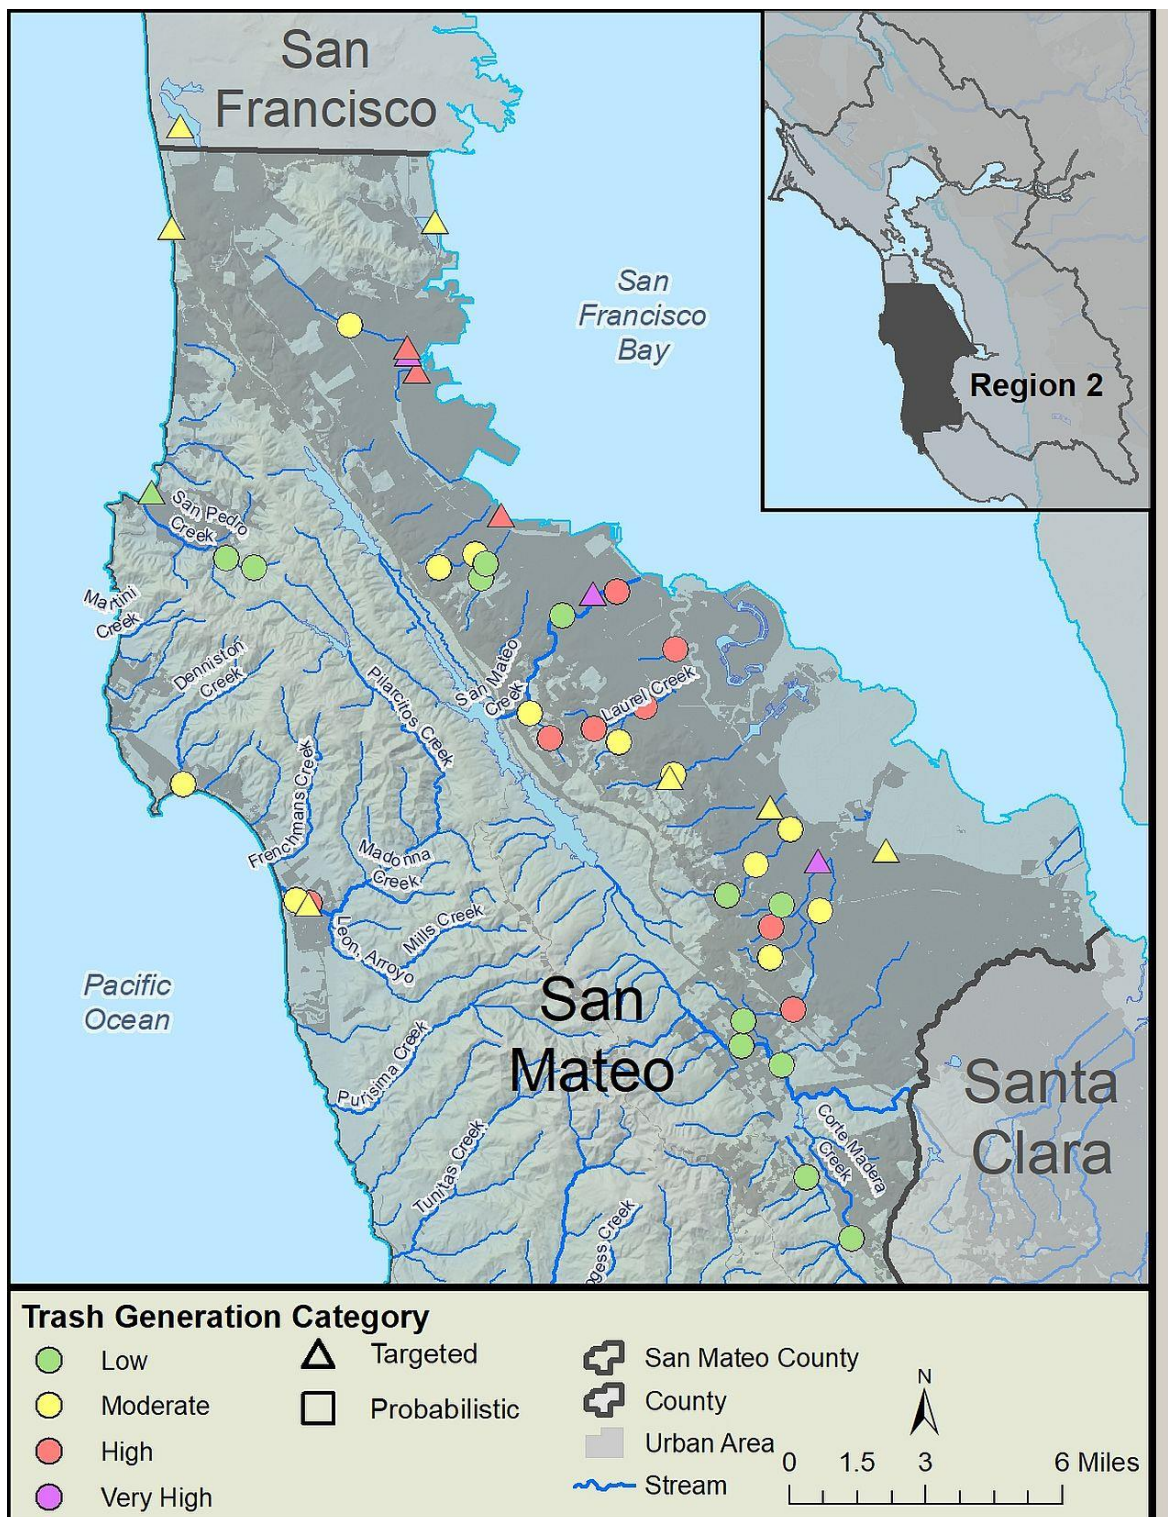 San
Francisco
San
Francisco
Bay
Region 2
San Pedro
Creek
Martini
Creek
Denniston
Creek
Pilarcitos Creek
San Mateo
Creek
Laurel Creek
Frenchmans Creek
Madonna
Creek
Mills Creek
Leon, Arroyo
Pacific
Ocean
San
Mateo
Purisima Creek
Santa
Clara
Corte Madera
Creek
Tunitas Creek
ogess Creek
Trash Generation Category
Low
Moderate
High
Very High
Targeted
Probabilistic
San Mateo County
County
Urban Area
Stream
N
0 1.5 3 6 Miles